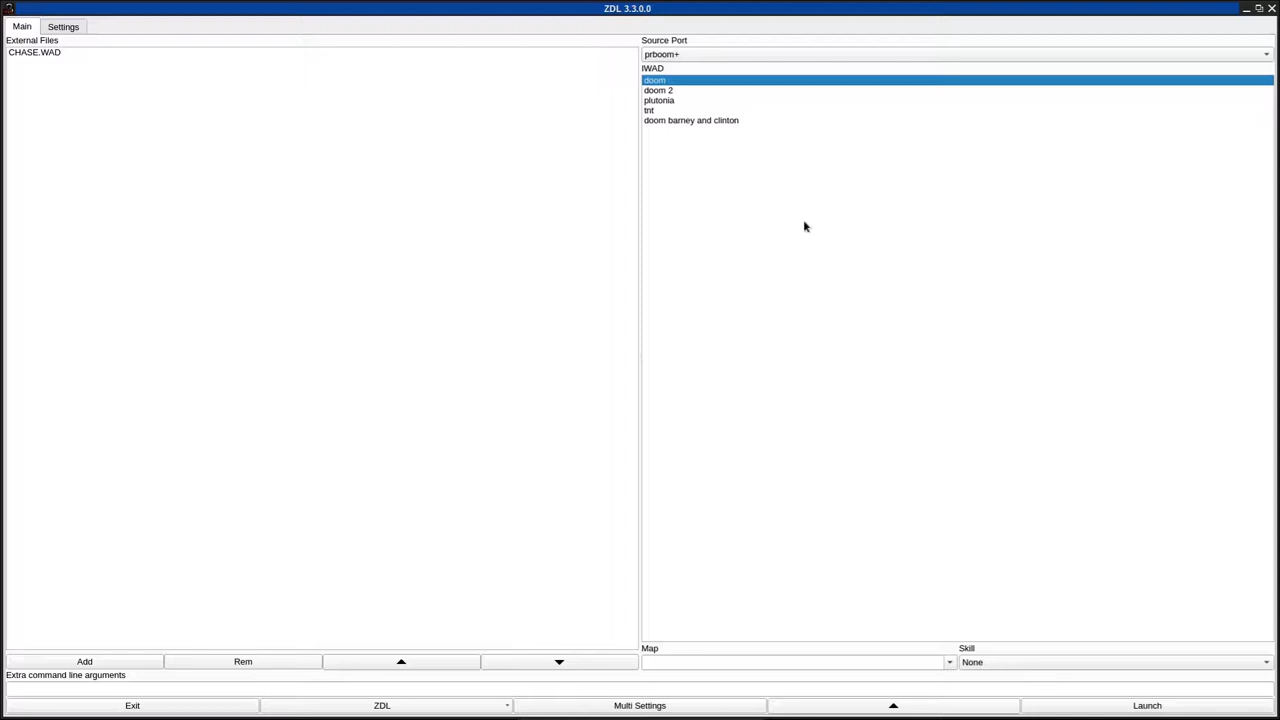 ZDL 3.3.0.0
Main
Settings
External Files
CHASE.WAD
Source Port
prboom+
IWAD
doom
doom 2
plutonia
tnt
doom barney and clinton
Map
Skill
None
Add
Rem
Extra command line arguments
Exit
ZDL
Multi Settings
Launch